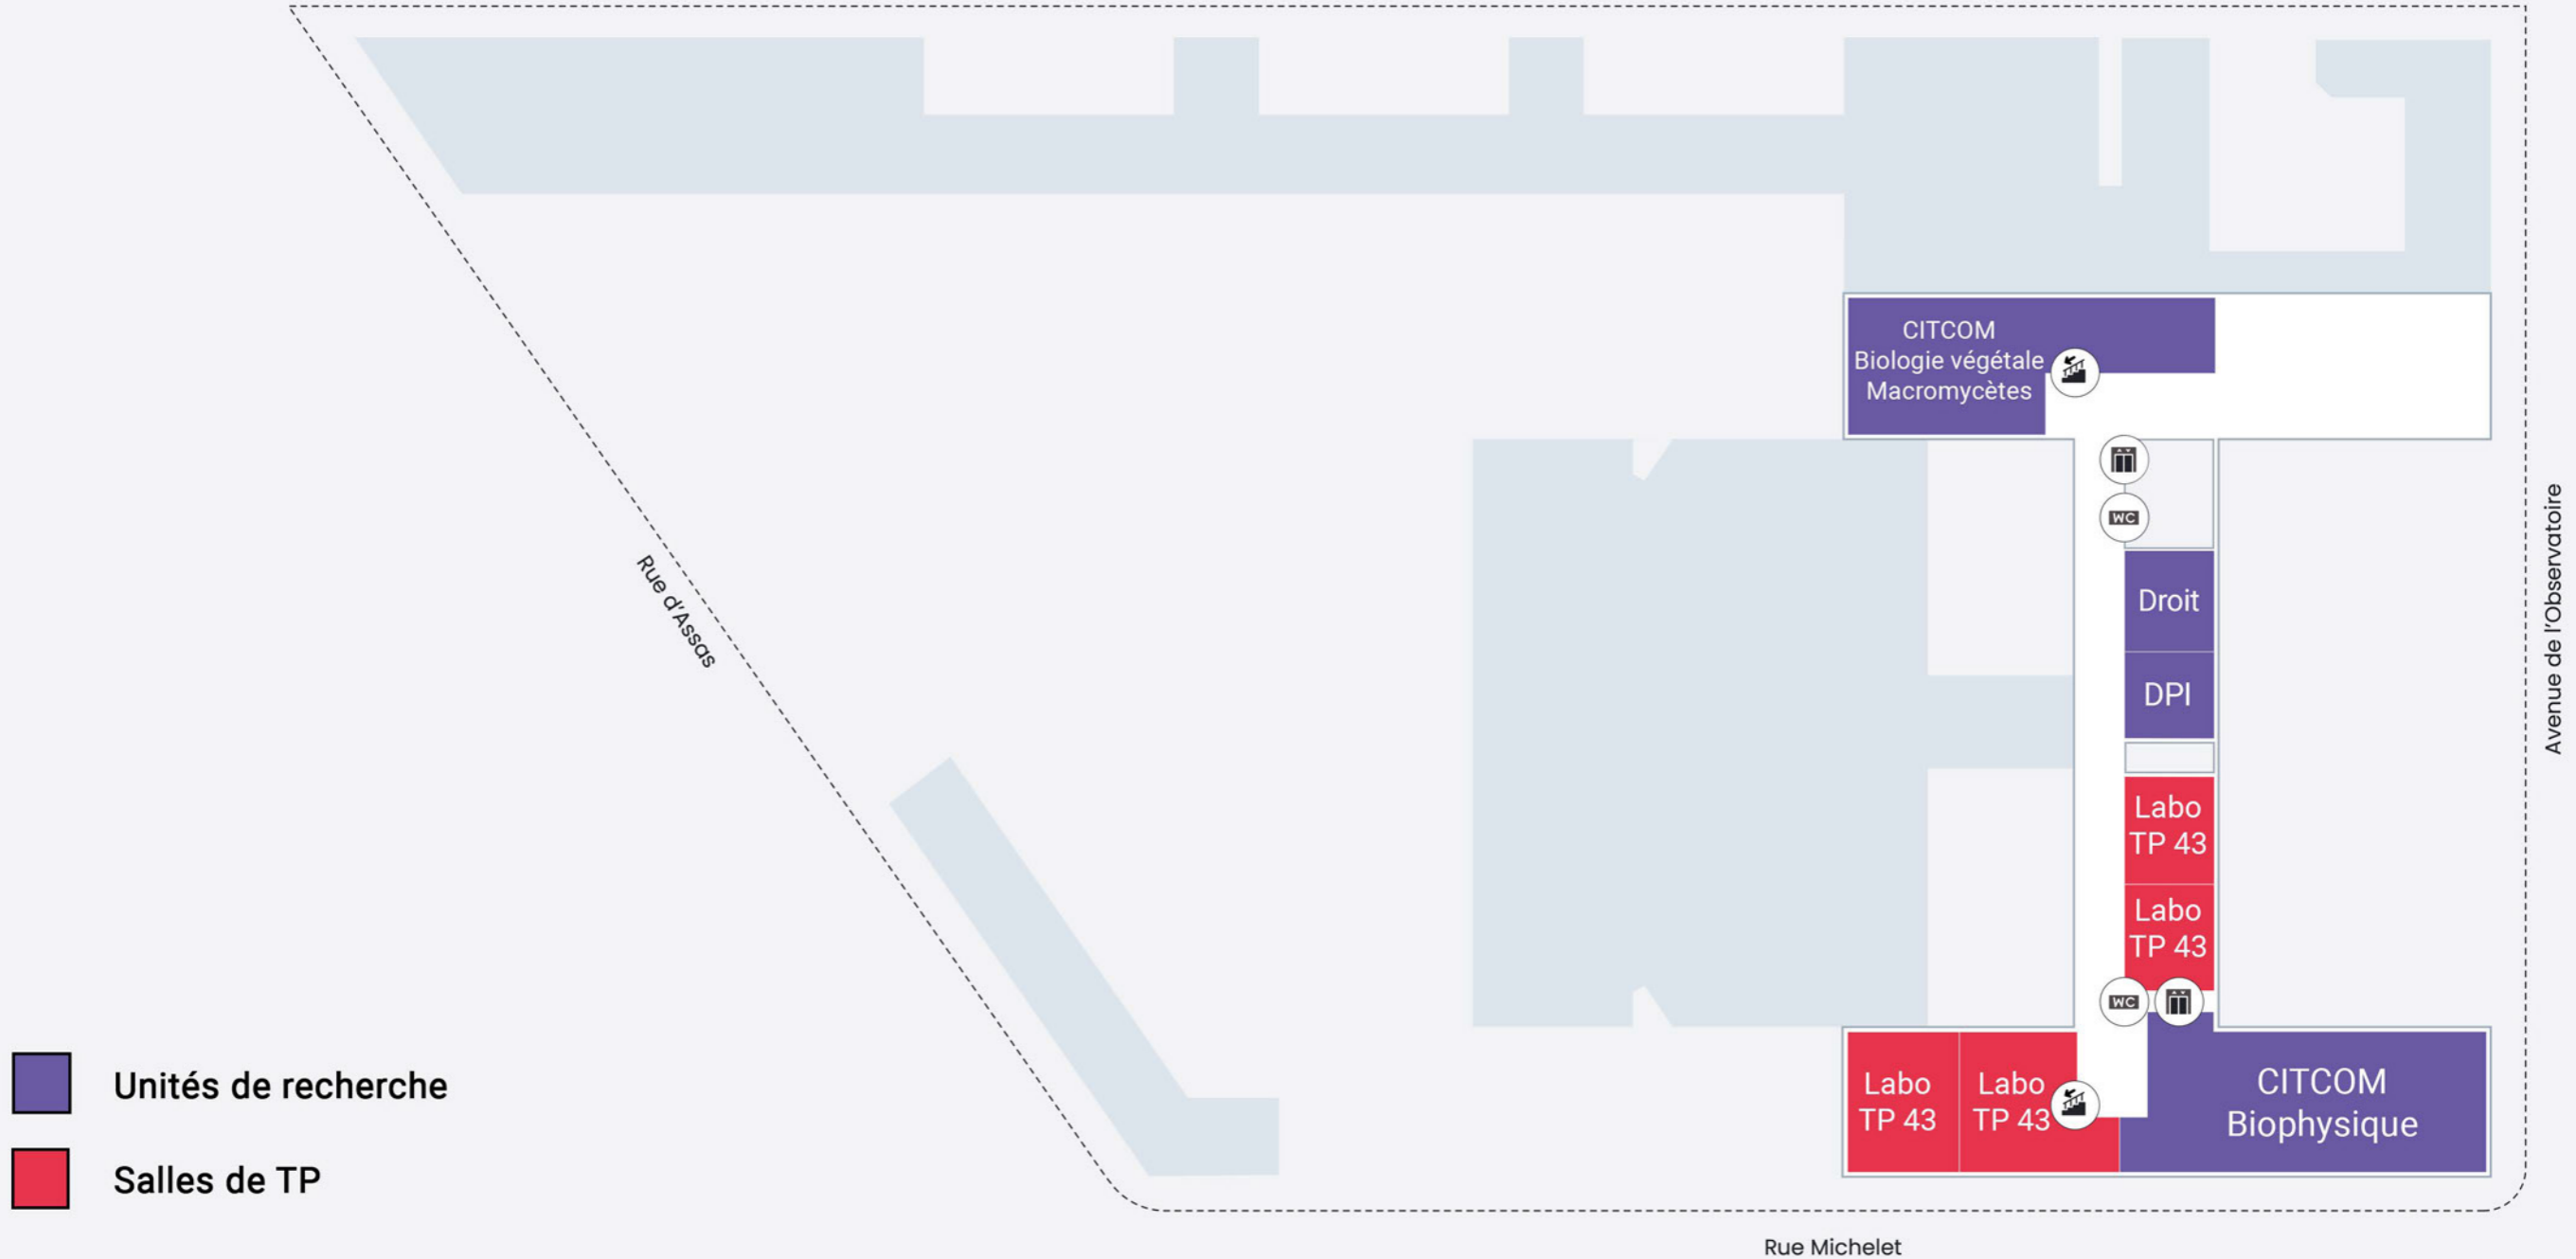 CITCOM
Biologie végétale
Macromycètes
WC
Droit
DPI
Labo
TP 43
Labo
TP 43
WC
Labo
TP 43
Labo
TP 43
CITCOM
Biophysique
Rue d'Assas
Avenue de l'Observatoire
Rue Michelet
Unités de recherche
Salles de TP